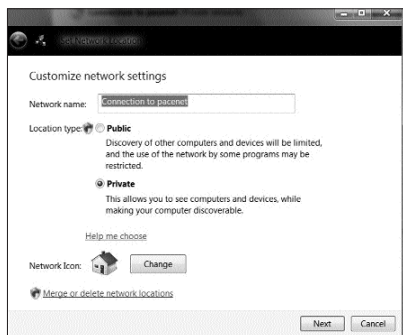 Set Network Location
Customize network settings
Network name: Connection to pacenet
Location type: Public
Discovery of other computers and devices will be limited,
and the use of the network by some programs may be
restricted.
Private
This allows you to see computers and devices, while
making your computer discoverable.
Help me choose
Network Icon: Change
Merge or delete network locations
Next Cancel